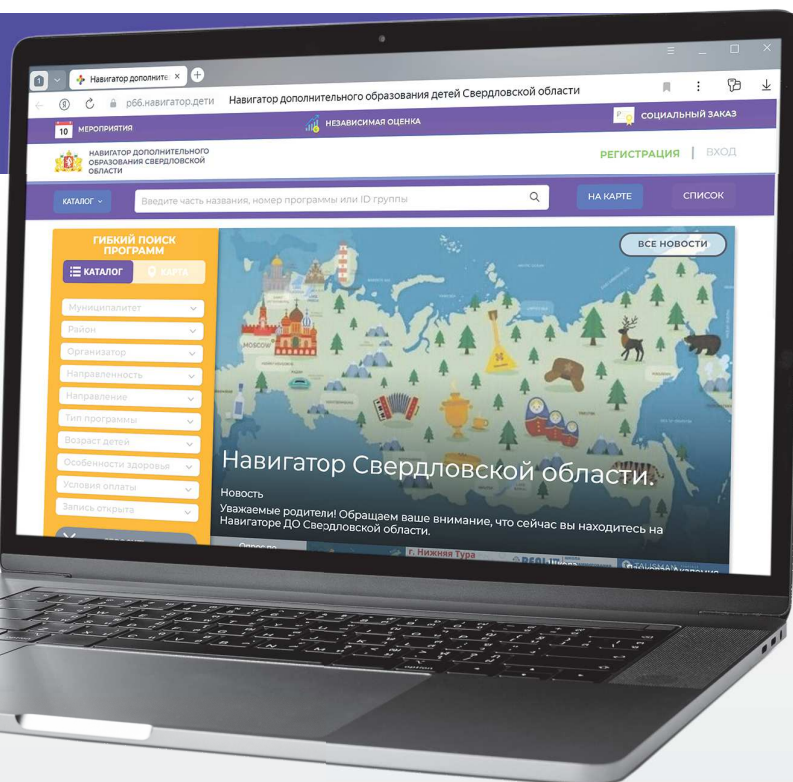 1
Навигатор дополните
р66.навигатор.дети
Навигатор дополнительного образования детей Свердловской области
10
МЕРОПРИЯТИЯ
НЕЗАВИСИМАЯ ОЦЕНКА
СОЦИАЛЬНЫЙ ЗАКАЗ
НАВИГАТОР ДОПОЛНИТЕЛЬНОГО
ОБРАЗОВАНИЯ СВЕРДЛОВСКОЙ
ОБЛАСТИ
РЕГИСТРАЦИЯ | ВХОД
КАТАЛОГ
Введите часть названия, номер программы или ID группы
НА КАРТЕ
СПИСОК
ГИБКИЙ ПОИСК
ПРОГРАММ
КАТАЛОГ
КАРТА
Муниципалитет
Район
Организатор
Направленность
Направление
Тип программы
Возраст детей
Особенности здоровья
Условия оплаты
Запись открыта
ВСЕ НОВОСТИ
MOSCOW
Навигатор Свердловской области.
Новость
Уважаемые родители! Обращаем ваше внимание, что сейчас вы находитесь на
Навигаторе ДО Свердловской области.
г. Нижняя Тура
option